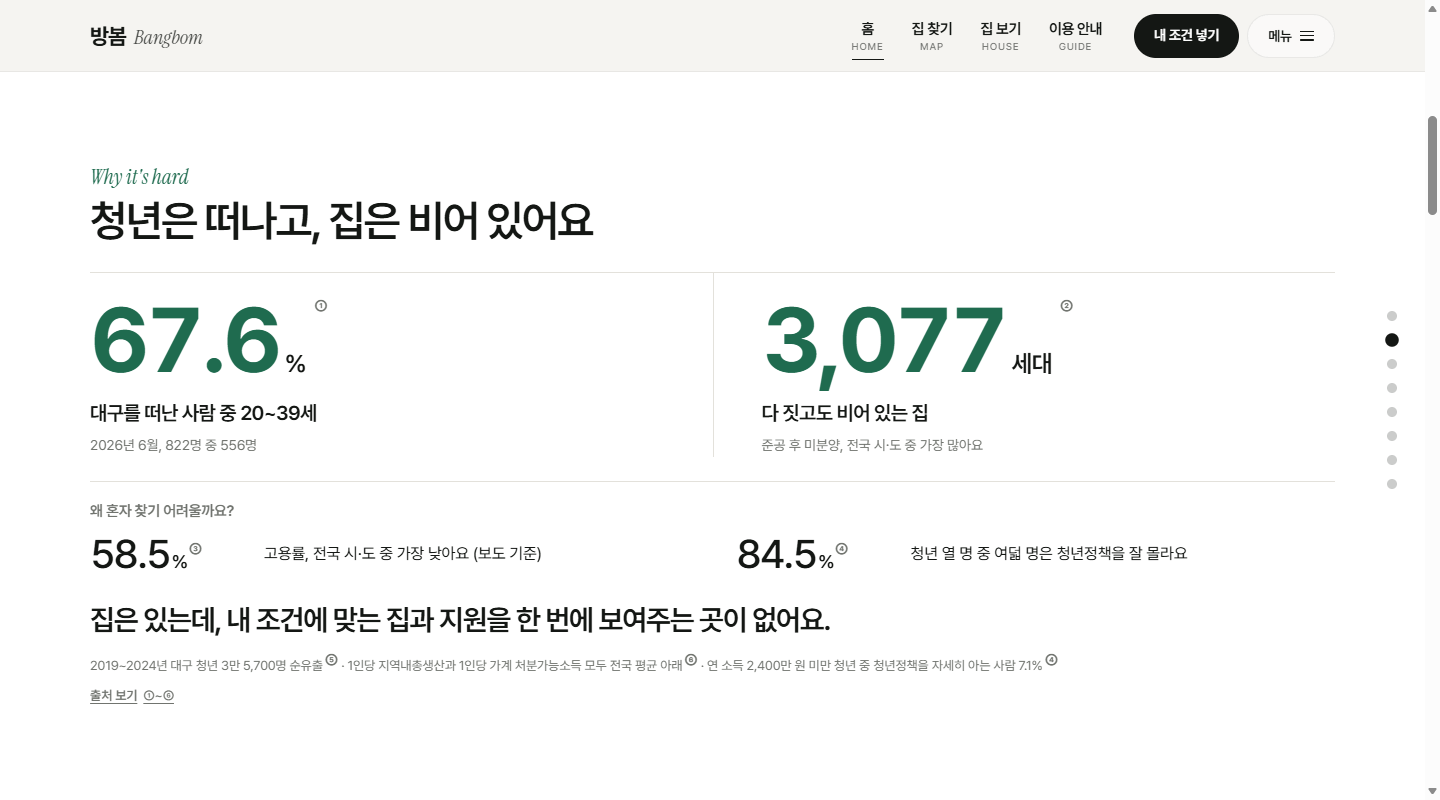 방봄 Bangbom
홈 집 찾기 집 보기 이용 안내 내 조건 넣기 메뉴
HOME MAP HOUSE GUIDE
Why it's hard
청년은 떠나고, 집은 비어 있어요
67.6 % ①
대구를 떠난 사람 중 20~39세
2026년 6월, 822명 중 556명
3,077 세대 ②
다 짓고도 비어 있는 집
준공 후 미분양, 전국 시·도 중 가장 많아요
왜 혼자 찾기 어려울까요?
58.5% ③ 고용률, 전국 시·도 중 가장 낮아요 (보도 기준)
84.5% ④ 청년 열 명 중 여덟 명은 청년정책을 잘 몰라요
집은 있는데, 내 조건에 맞는 집과 지원을 한 번에 보여주는 곳이 없어요.
2019~2024년 대구 청년 3만 5,700명 순유출 ⑤ · 1인당 지역내총생산과 1인당 가계 처분가능소득 모두 전국 평균 아래 ⑥ · 연 소득 2,400만 원 미만 청년 중 청년정책을 자세히 아는 사람 7.1% ④
출처 보기 ①~⑥